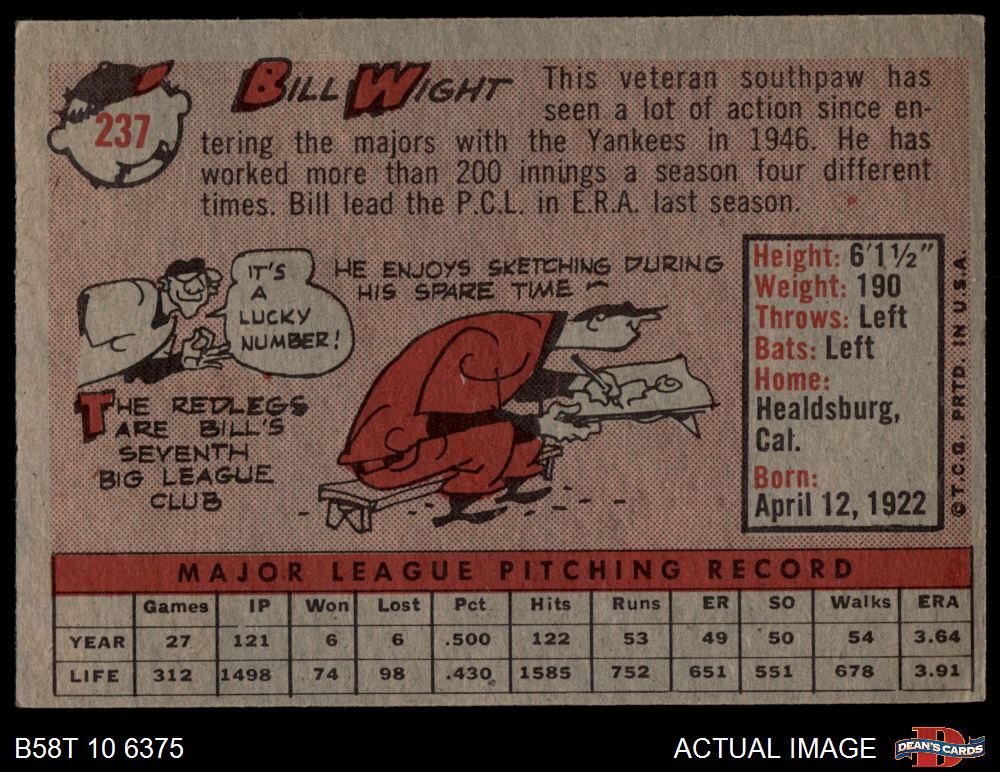 237
BILL WIGHT
This veteran southpaw has
seen a lot of action since en-
tering the majors with the Yankees in 1946. He has
worked more than 200 innings a season four different
times. Bill lead the P.C.L. in E.R.A. last season.
IT'S
A
LUCKY
NUMBER!
THE REDLEGS
ARE BILL'S
SEVENTH
BIG LEAGUE
CLUB
HE ENJOYS SKETCHING DURING
HIS SPARE TIME
Height: 6'1½"
Weight: 190
Throws: Left
Bats: Left
Home:
Healdsburg,
Cal.
Born:
April 12, 1922
©T.C.G. PRTD. IN U.S.A.
MAJOR LEAGUE PITCHING RECORD
Games IP Won Lost Pct. Hits Runs ER SO Walks ERA
YEAR 27 121 6 6 .500 122 53 49 50 54 3.64
LIFE 312 1498 74 98 .430 1585 752 651 551 678 3.91
B58T 10 6375
ACTUAL IMAGE
D
DEAN'S CARDS